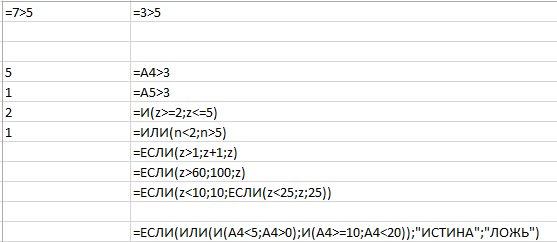 =7>5 =3>5
5 =A4>3
1 =A5>3
2 =И(z>=2;z<=5)
1 =ИЛИ(n<2;n>5)
=ЕСЛИ(z>1;z+1;z)
=ЕСЛИ(z>60;100;z)
=ЕСЛИ(z<10;10;ЕСЛИ(z<25;z;25))
=ЕСЛИ(ИЛИ(И(A4<5;A4>0);И(A4>=10;A4<20));"ИСТИНА";"ЛОЖЬ")